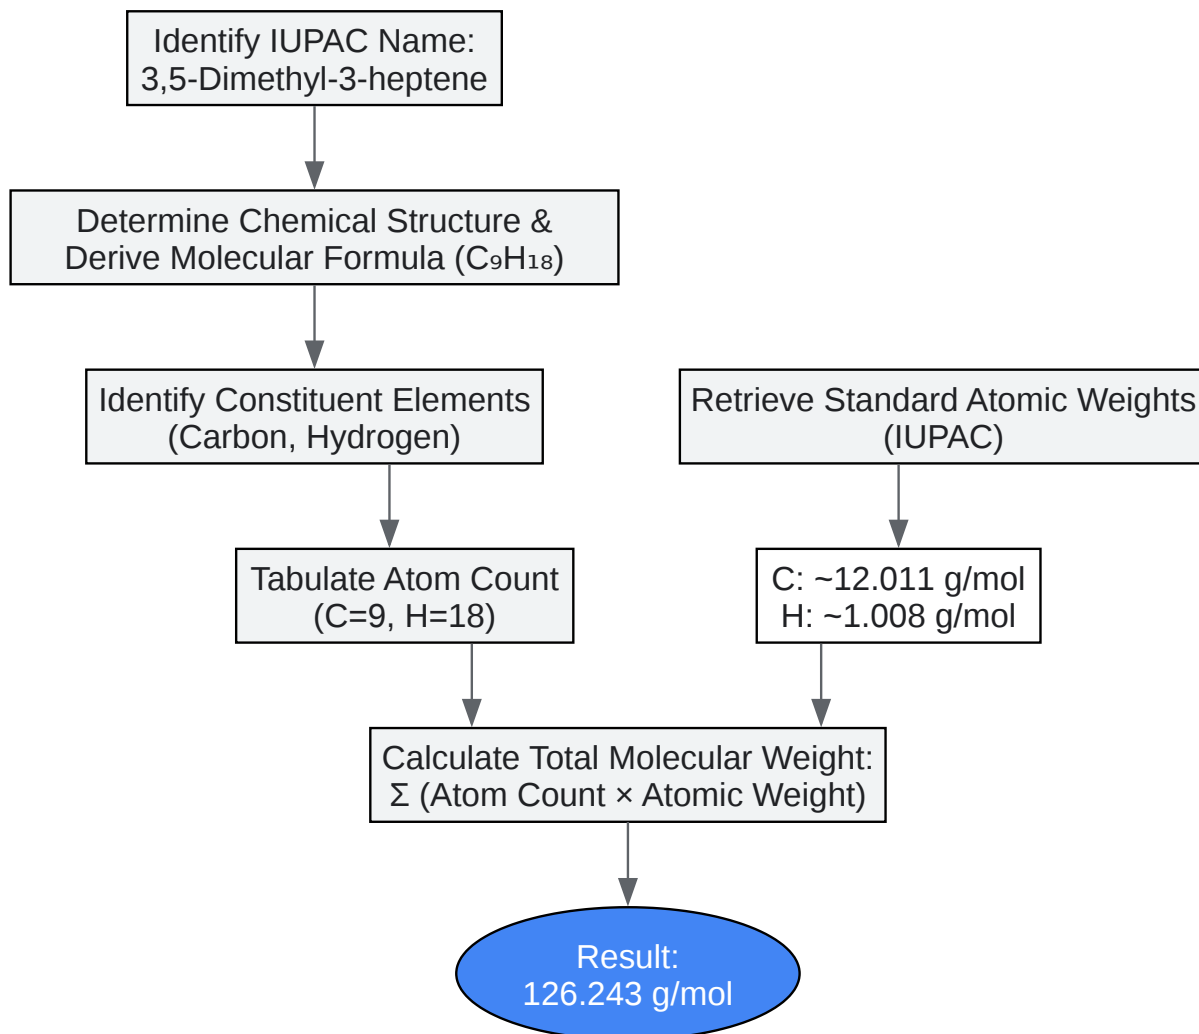 Identify IUPAC Name:
3,5-Dimethyl-3-heptene
Determine Chemical Structure &
Derive Molecular Formula (C₉H₁₈)
Identify Constituent Elements
(Carbon, Hydrogen)
Retrieve Standard Atomic Weights
(IUPAC)
Tabulate Atom Count
(C=9, H=18)
C: ~12.011 g/mol
H: ~1.008 g/mol
Calculate Total Molecular Weight:
Σ (Atom Count × Atomic Weight)
Result:
126.243 g/mol